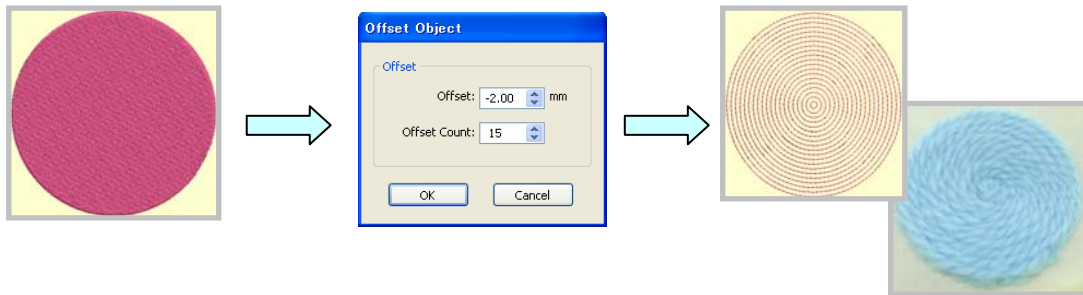 Offset Object
Offset
Offset: -2.00 mm
Offset Count: 15
OK Cancel